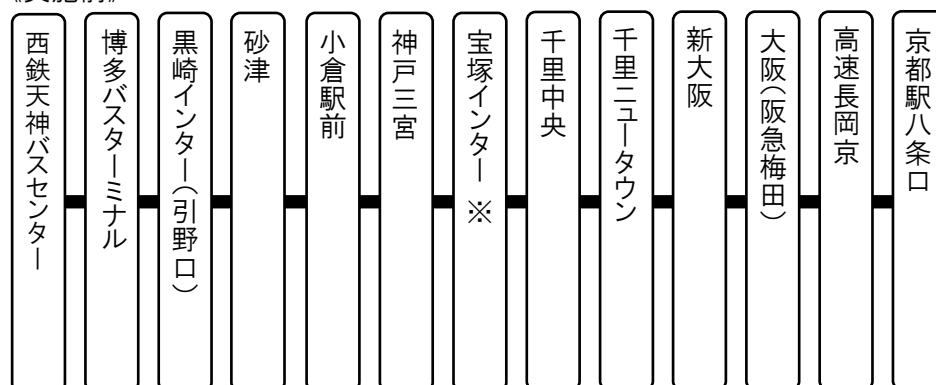 西鉄天神バスセンター
博多バスターミナル
黒崎インター(引野口)
砂津
小倉駅前
神戸三宮
宝塚インター ※
千里中央
千里ニュータウン
新大阪
大阪(阪急梅田)
高速長岡京
京都駅八条口